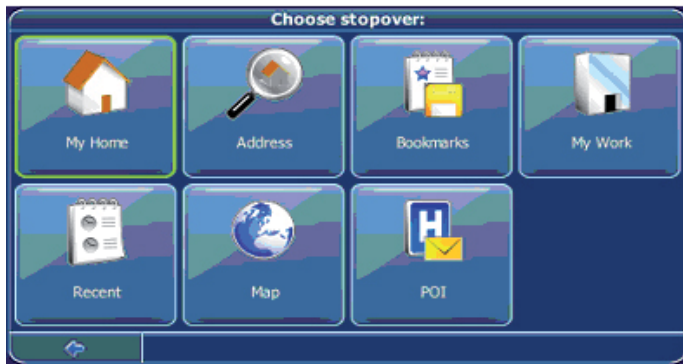 Choose stopover:
My Home
Address
Bookmarks
My Work
Recent
Map
H
POI